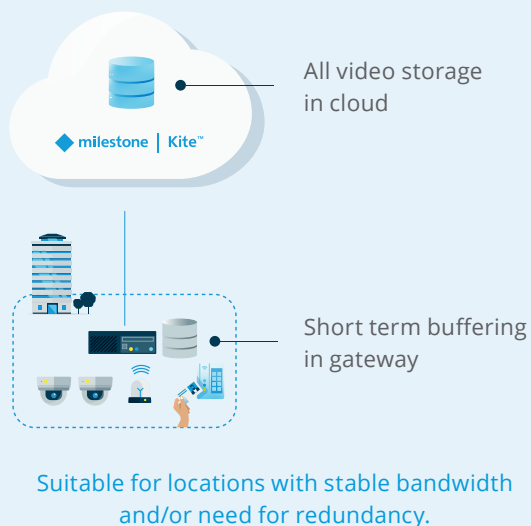 All video storage
in cloud
milestone | Kite™
Short term buffering
in gateway
Suitable for locations with stable bandwidth
and/or need for redundancy.